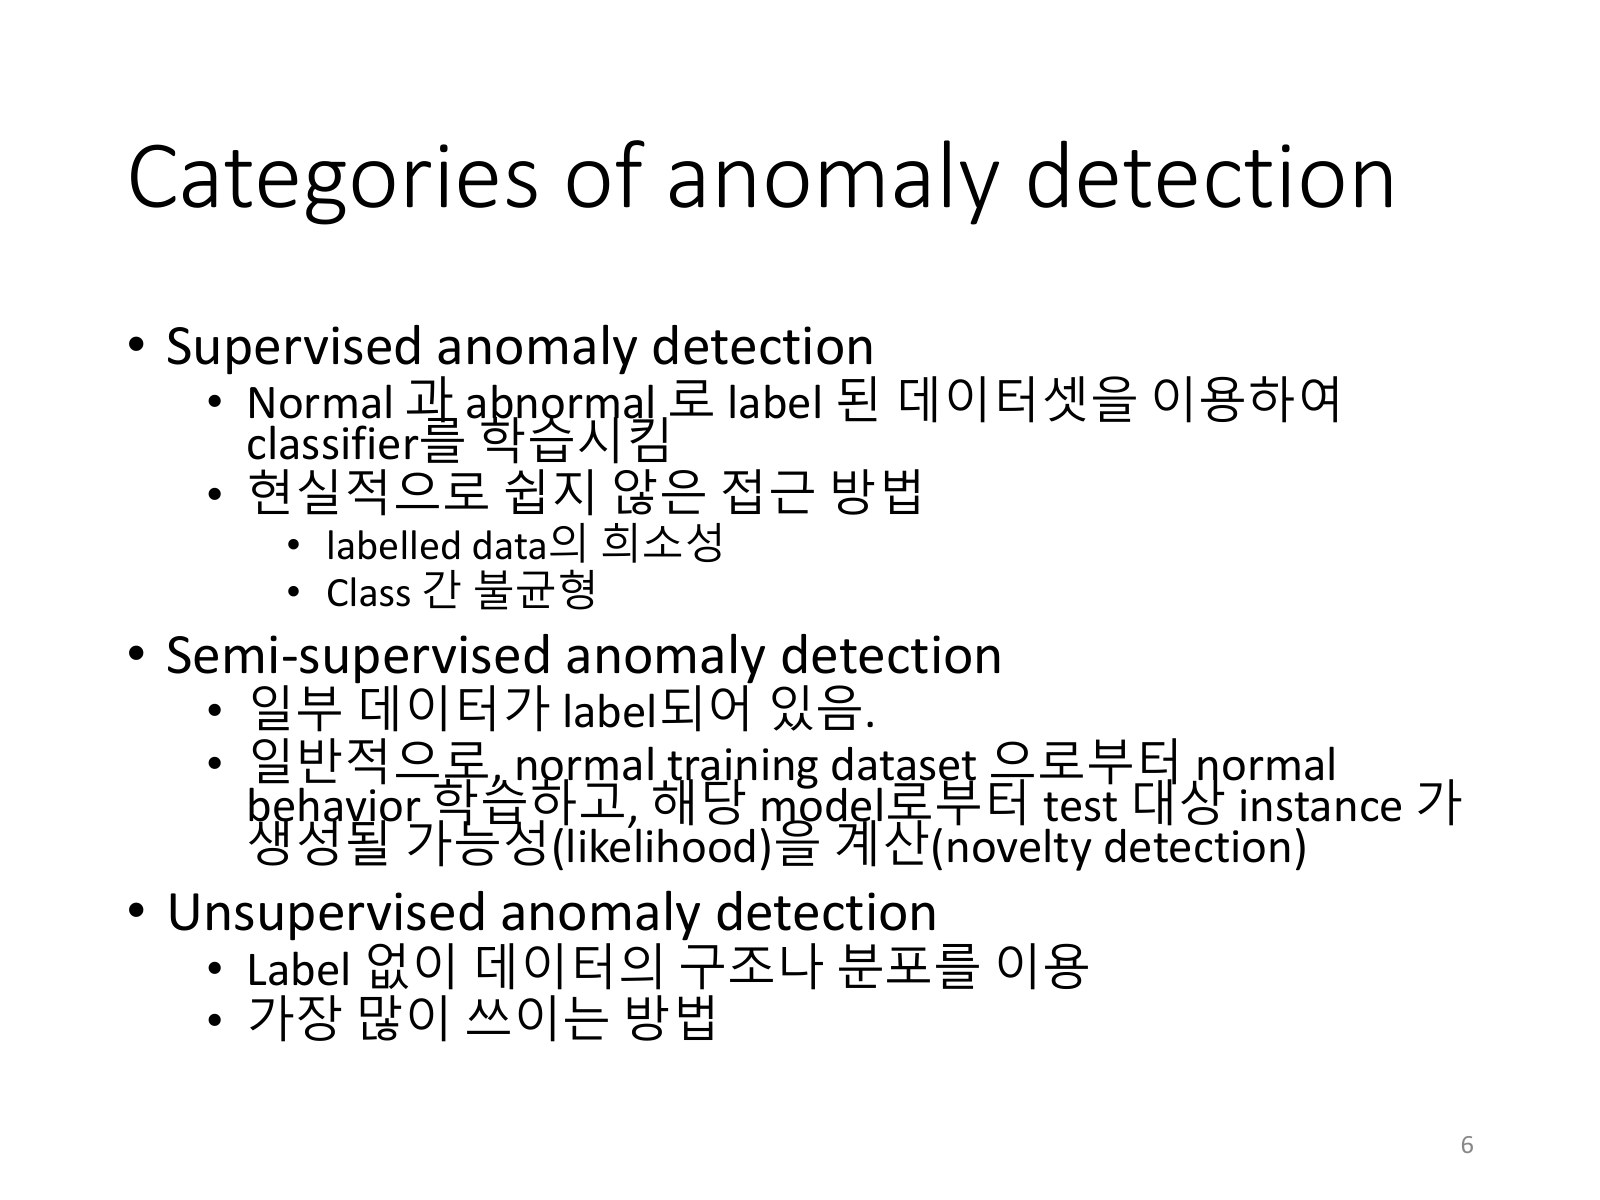 Categories of anomaly detection
• Supervised anomaly detection
• Normal 과 abnormal 로 label 된 데이터셋을 이용하여
classifier를 학습시킴
• 현실적으로 쉽지 않은 접근 방법
• labelled data의 희소성
• Class 간 불균형
• Semi-supervised anomaly detection
• 일부 데이터가 label되어 있음.
• 일반적으로, normal training dataset 으로부터 normal
behavior 학습하고, 해당 model로부터 test 대상 instance 가
생성될 가능성(likelihood)을 계산(novelty detection)
• Unsupervised anomaly detection
• Label 없이 데이터의 구조나 분포를 이용
• 가장 많이 쓰이는 방법
6